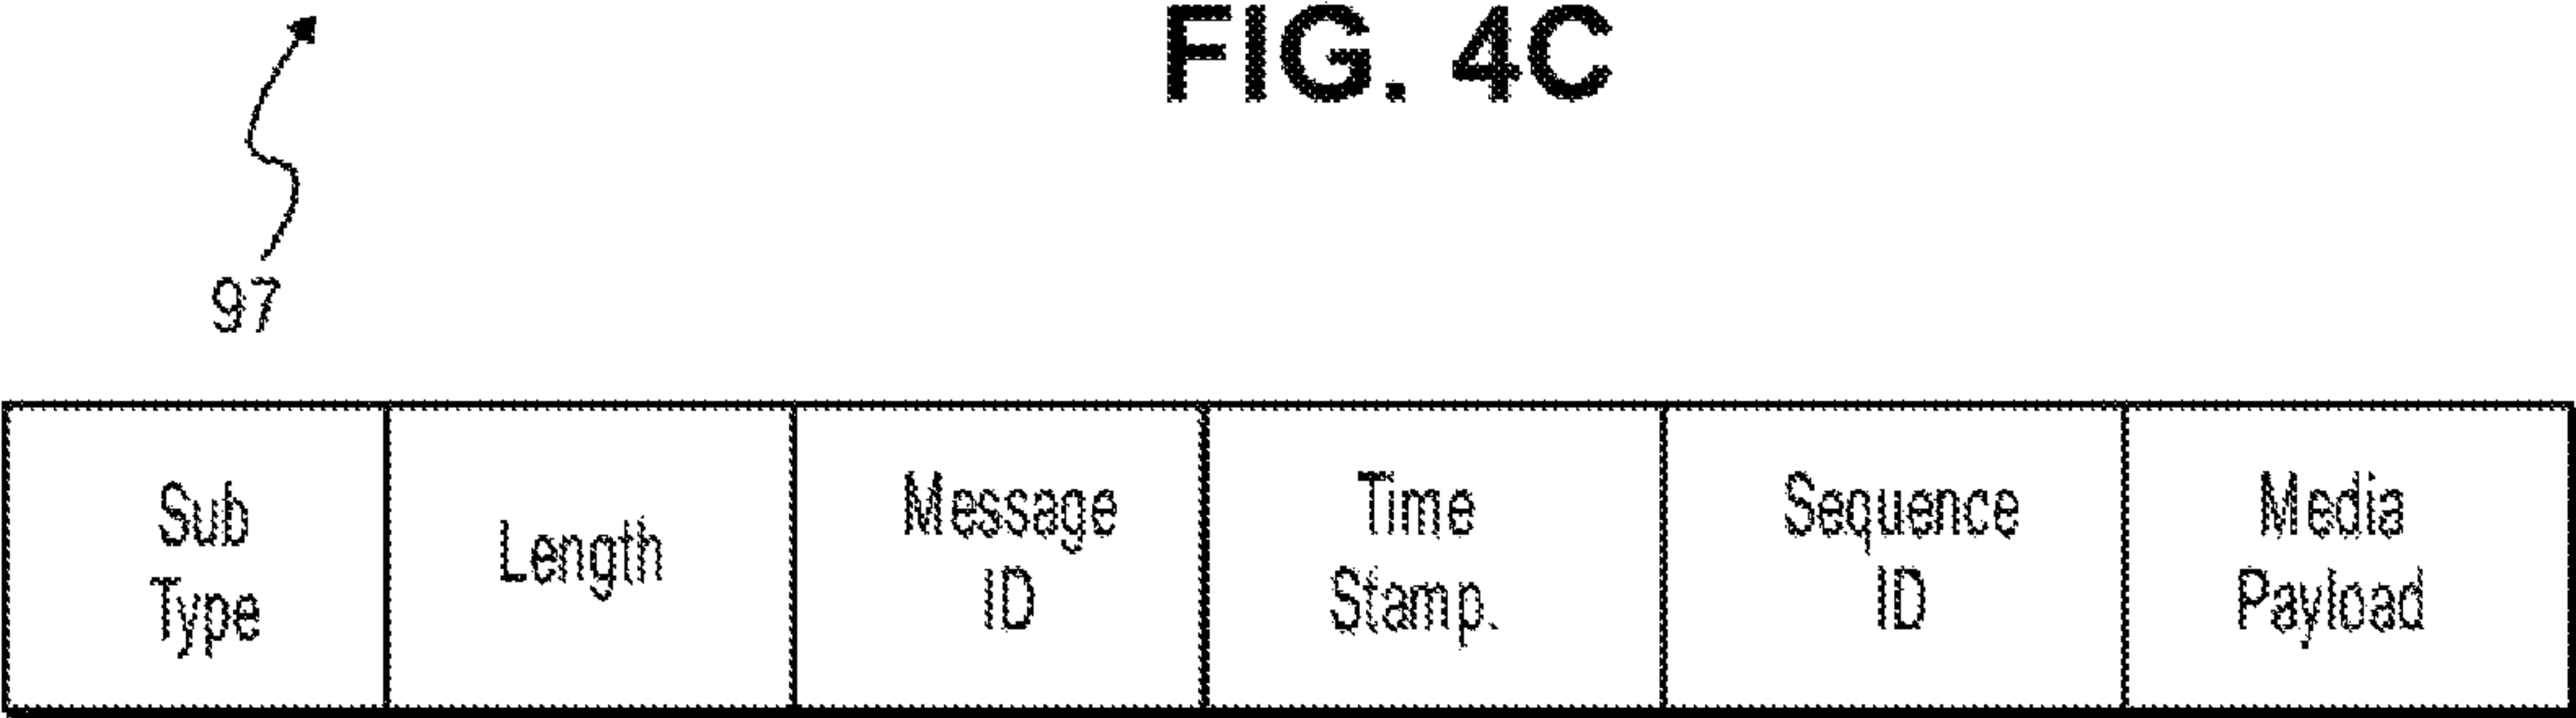 FIG. 4C
97
Sub
Type
Length
Message
ID
Time
Stamp.
Sequence
ID
Media
Payload